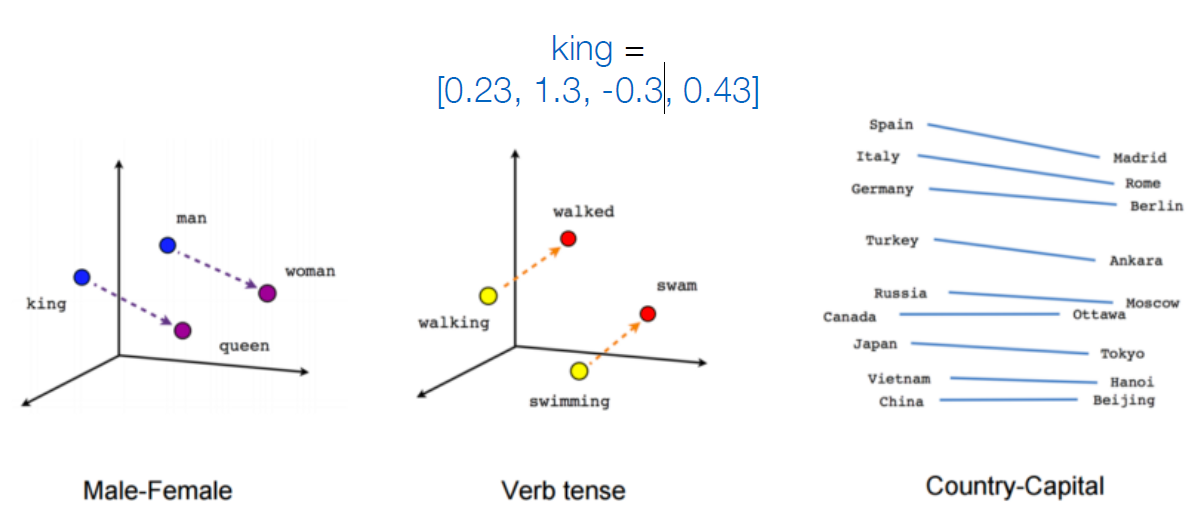 king =
[0.23, 1.3, -0.3, 0.43]
man
woman
king
queen
Male-Female
walked
swam
walking
swimming
Verb tense
Spain
Madrid
Italy
Rome
Germany
Berlin
Turkey
Ankara
Russia
Moscow
Canada
Ottawa
Japan
Tokyo
Vietnam
Hanoi
China
Beijing
Country-Capital